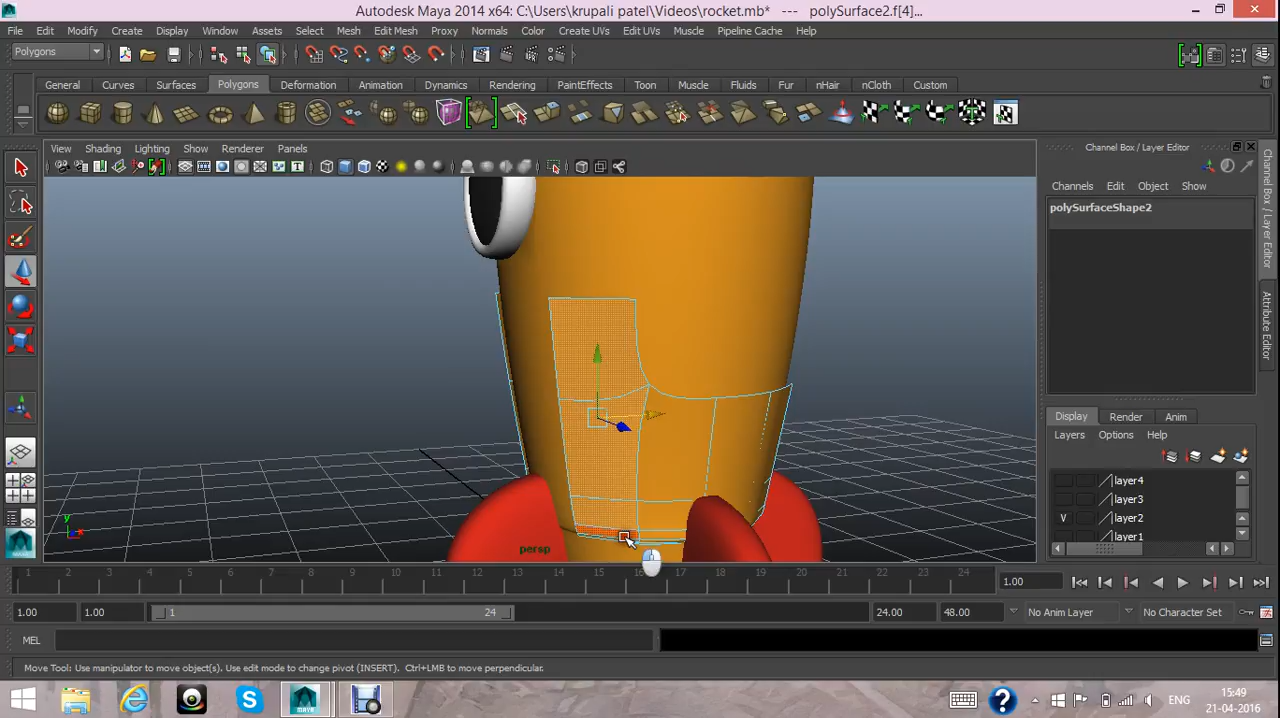 Autodesk Maya 2014 x64: C:\Users\krupali patel\Videos\rocket.mb* --- polySurface2.f[4]...
File Edit Modify Create Display Window Assets Select Mesh Edit Mesh Proxy Normals Color Create UVs Edit UVs Muscle Pipeline Cache Help
Polygons
General Curves Surfaces Polygons Deformation Animation Dynamics Rendering PaintEffects Toon Muscle Fluids Fur nHair nCloth Custom
View Shading Lighting Show Renderer Panels
Channel Box / Layer Editor
Channels Edit Object Show
polySurfaceShape2
Channel Box / Layer Editor
Attribute Editor
Display Render Anim
Layers Options Help
layer4
layer3
V layer2
layer1
y
x
persp
1 2 3 4 5 6 7 8 9 10 11 12 13 14 15 16 17 18 19 20 21 22 23 24
1.00
1.00 1.00 1 24 24.00 48.00 No Anim Layer No Character Set
MEL
Move Tool: Use manipulator to move object(s). Use edit mode to change pivot (INSERT). Ctrl+LMB to move perpendicular.
ENG
15:49
21-04-2016